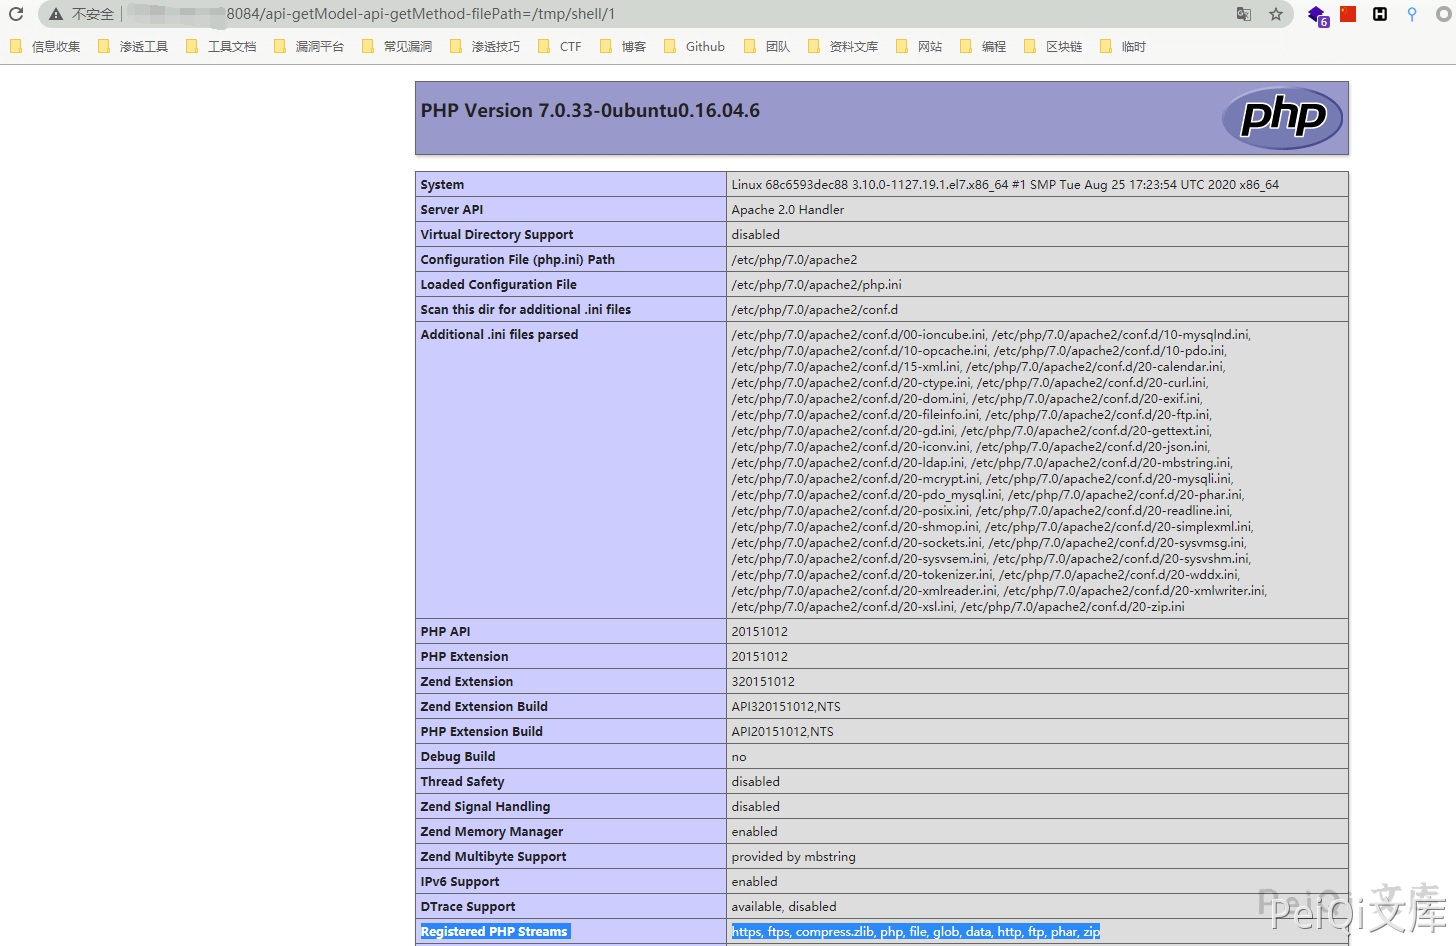 不安全 8084/api-getModel-api-getMethod-filePath=/tmp/shell/1
6
信息收集 渗透工具 工具文档 漏洞平台 常见漏洞 渗透技巧 CTF 博客 Github 团队 资料文库 网站 编程 区块链 临时
PHP Version 7.0.33-0ubuntu0.16.04.6
php
System Linux 68c6593dec88 3.10.0-1127.19.1.el7.x86_64 #1 SMP Tue Aug 25 17:23:54 UTC 2020 x86_64
Server API Apache 2.0 Handler
Virtual Directory Support disabled
Configuration File (php.ini) Path /etc/php/7.0/apache2
Loaded Configuration File /etc/php/7.0/apache2/php.ini
Scan this dir for additional .ini files /etc/php/7.0/apache2/conf.d
Additional .ini files parsed /etc/php/7.0/apache2/conf.d/00-ioncube.ini, /etc/php/7.0/apache2/conf.d/10-mysqlnd.ini,
/etc/php/7.0/apache2/conf.d/10-opcache.ini, /etc/php/7.0/apache2/conf.d/10-pdo.ini,
/etc/php/7.0/apache2/conf.d/15-xml.ini, /etc/php/7.0/apache2/conf.d/20-calendar.ini,
/etc/php/7.0/apache2/conf.d/20-ctype.ini, /etc/php/7.0/apache2/conf.d/20-curl.ini,
/etc/php/7.0/apache2/conf.d/20-dom.ini, /etc/php/7.0/apache2/conf.d/20-exif.ini,
/etc/php/7.0/apache2/conf.d/20-fileinfo.ini, /etc/php/7.0/apache2/conf.d/20-ftp.ini,
/etc/php/7.0/apache2/conf.d/20-gd.ini, /etc/php/7.0/apache2/conf.d/20-gettext.ini,
/etc/php/7.0/apache2/conf.d/20-iconv.ini, /etc/php/7.0/apache2/conf.d/20-json.ini,
/etc/php/7.0/apache2/conf.d/20-ldap.ini, /etc/php/7.0/apache2/conf.d/20-mbstring.ini,
/etc/php/7.0/apache2/conf.d/20-mcrypt.ini, /etc/php/7.0/apache2/conf.d/20-mysqli.ini,
/etc/php/7.0/apache2/conf.d/20-pdo_mysql.ini, /etc/php/7.0/apache2/conf.d/20-phar.ini,
/etc/php/7.0/apache2/conf.d/20-posix.ini, /etc/php/7.0/apache2/conf.d/20-readline.ini,
/etc/php/7.0/apache2/conf.d/20-shmop.ini, /etc/php/7.0/apache2/conf.d/20-simplexml.ini,
/etc/php/7.0/apache2/conf.d/20-sockets.ini, /etc/php/7.0/apache2/conf.d/20-sysvmsg.ini,
/etc/php/7.0/apache2/conf.d/20-sysvsem.ini, /etc/php/7.0/apache2/conf.d/20-sysvshm.ini,
/etc/php/7.0/apache2/conf.d/20-tokenizer.ini, /etc/php/7.0/apache2/conf.d/20-wddx.ini,
/etc/php/7.0/apache2/conf.d/20-xmlreader.ini, /etc/php/7.0/apache2/conf.d/20-xmlwriter.ini,
/etc/php/7.0/apache2/conf.d/20-xsl.ini, /etc/php/7.0/apache2/conf.d/20-zip.ini
PHP API 20151012
PHP Extension 20151012
Zend Extension 320151012
Zend Extension Build API320151012,NTS
PHP Extension Build API20151012,NTS
Debug Build no
Thread Safety disabled
Zend Signal Handling disabled
Zend Memory Manager enabled
Zend Multibyte Support provided by mbstring
IPv6 Support enabled
DTrace Support available, disabled
Registered PHP Streams https, ftps, compress.zlib, php, file, glob, data, http, ftp, phar, zip
PeiQi 文库
PeiQi文库